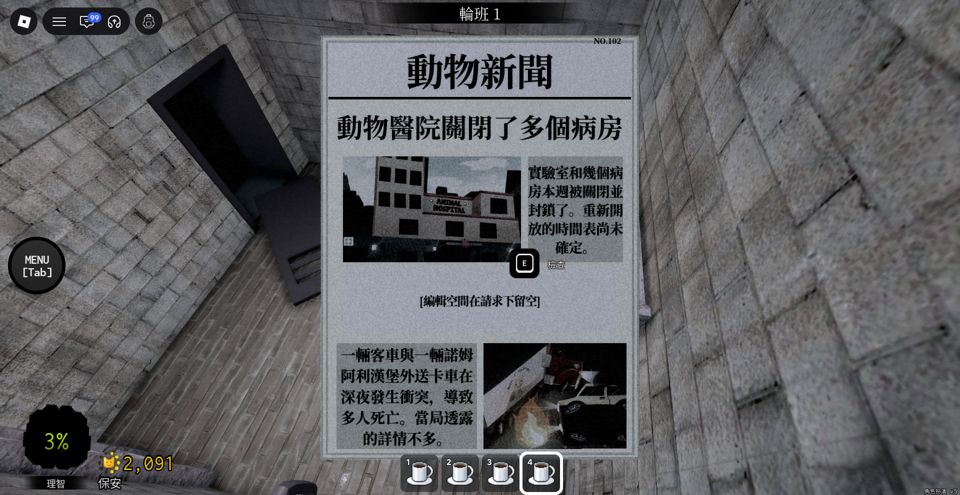 99
輪班 1
NO.102
動物新聞
動物醫院關閉了多個病房
ANIMAL
HOSPITAL
實驗室和幾個病
房本週被關閉並
封鎖了。重新開
放的時間表尚未
確定。
E
檢查
[編輯空間在請求下留空]
一輛客車與一輛諾姆
阿利漢堡外送卡車在
深夜發生衝突，導致
多人死亡。當局透露
的詳情不多。
MENU
[Tab]
3%
理智
2,091
保安
1
2
3
4